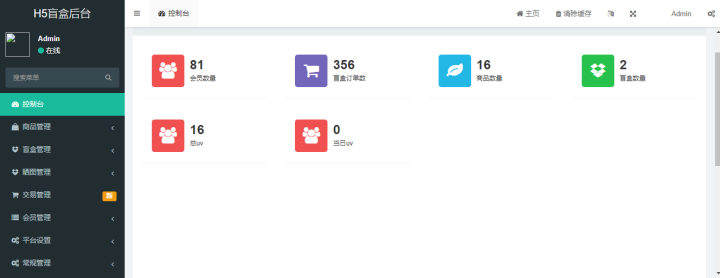 H5盲盒后台
控制台
主页
清除缓存
Admin
Admin
在线
搜索菜单
控制台
商品管理
盲盒管理
晒图管理
交易管理
新
会员管理
平台设置
常规管理
81
会员数量
356
盲盒订单数
16
商品数量
2
盲盒数量
16
总uv
0
当日uv